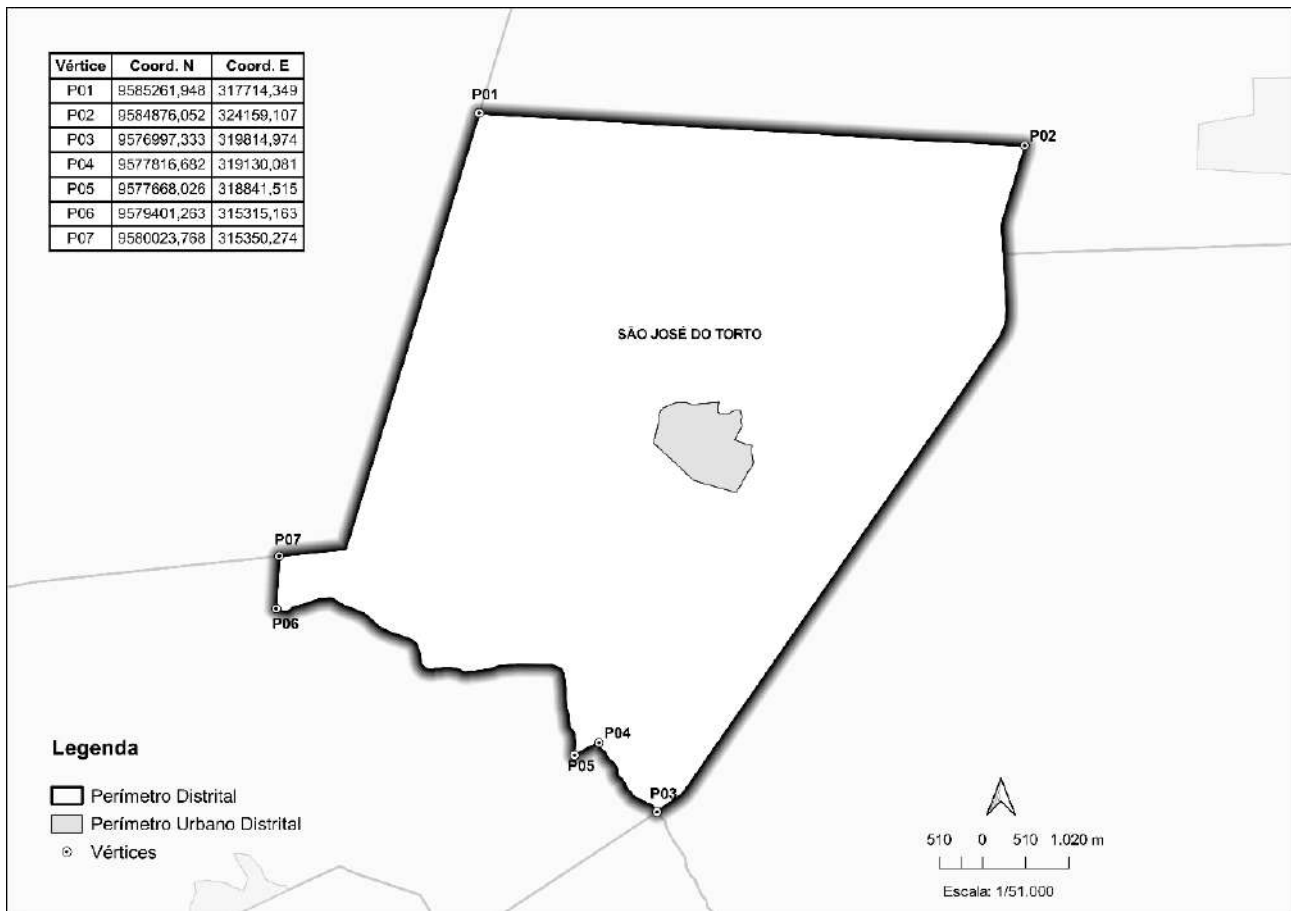 Vértice Coord. N Coord. E
P01 9585261,948 317714,349
P02 9584876,052 324159,107
P03 9576997,333 319814,974
P04 9577816,682 319130,081
P05 9577668,026 318841,515
P06 9579401,263 315315,163
P07 9580023,768 315350,274
P01
P02
SÃO JOSÉ DO TORTO
P07
P06
P04
P05
P03
Legenda
Perímetro Distrital
Perímetro Urbano Distrital
Vértices
510 0 510 1.020 m
Escala: 1/51.000